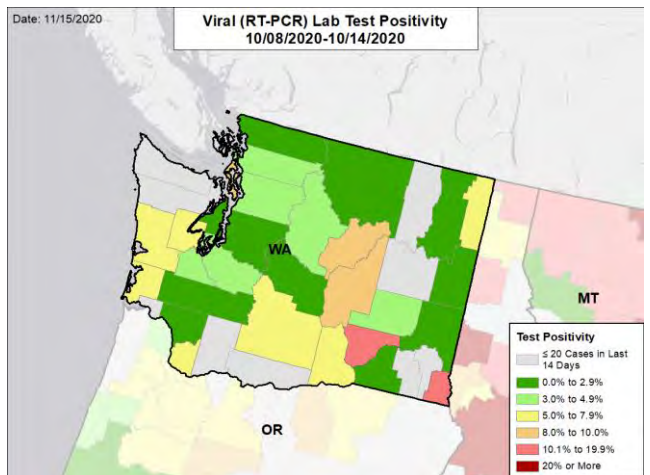 Date: 11/15/2020
Viral (RT-PCR) Lab Test Positivity
10/08/2020-10/14/2020
WA
MT
OR
Test Positivity
≤ 20 Cases in Last
14 Days
0.0% to 2.9%
3.0% to 4.9%
5.0% to 7.9%
8.0% to 10.0%
10.1% to 19.9%
20% or More